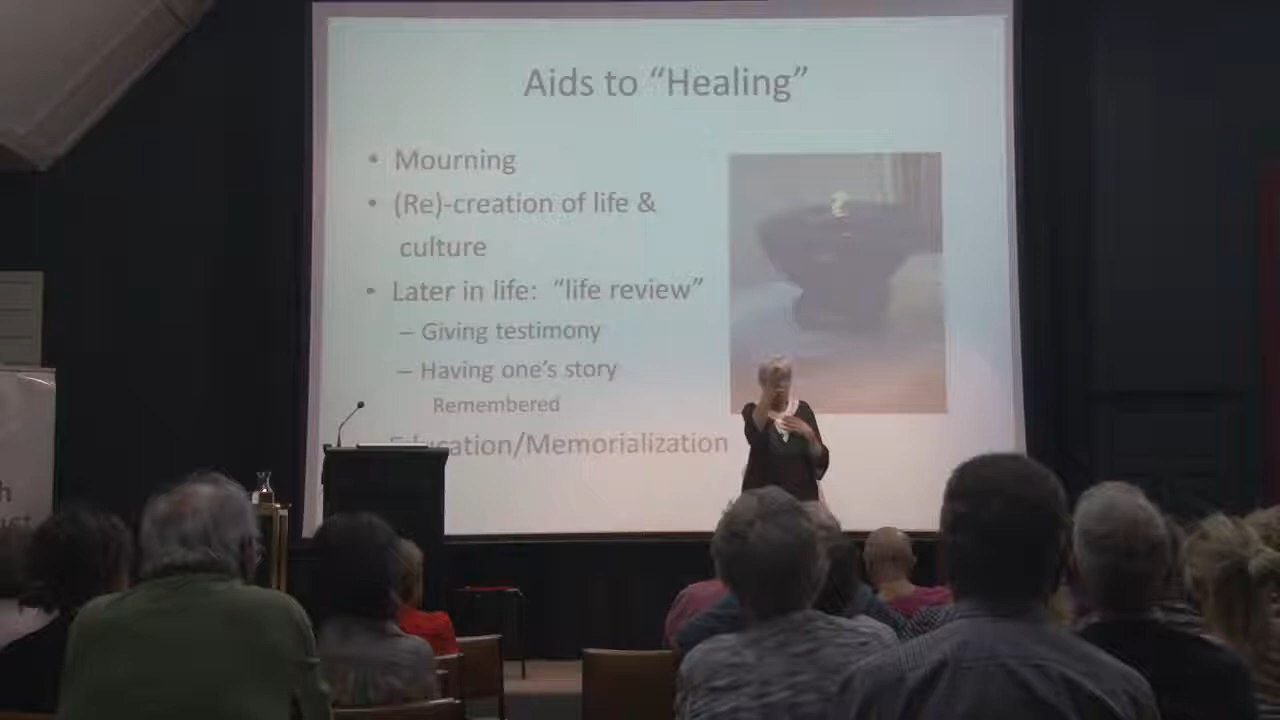 Aids to “Healing”
• Mourning
• (Re)-creation of life &
culture
• Later in life: “life review”
– Giving testimony
– Having one’s story
Remembered
Education/Memorialization